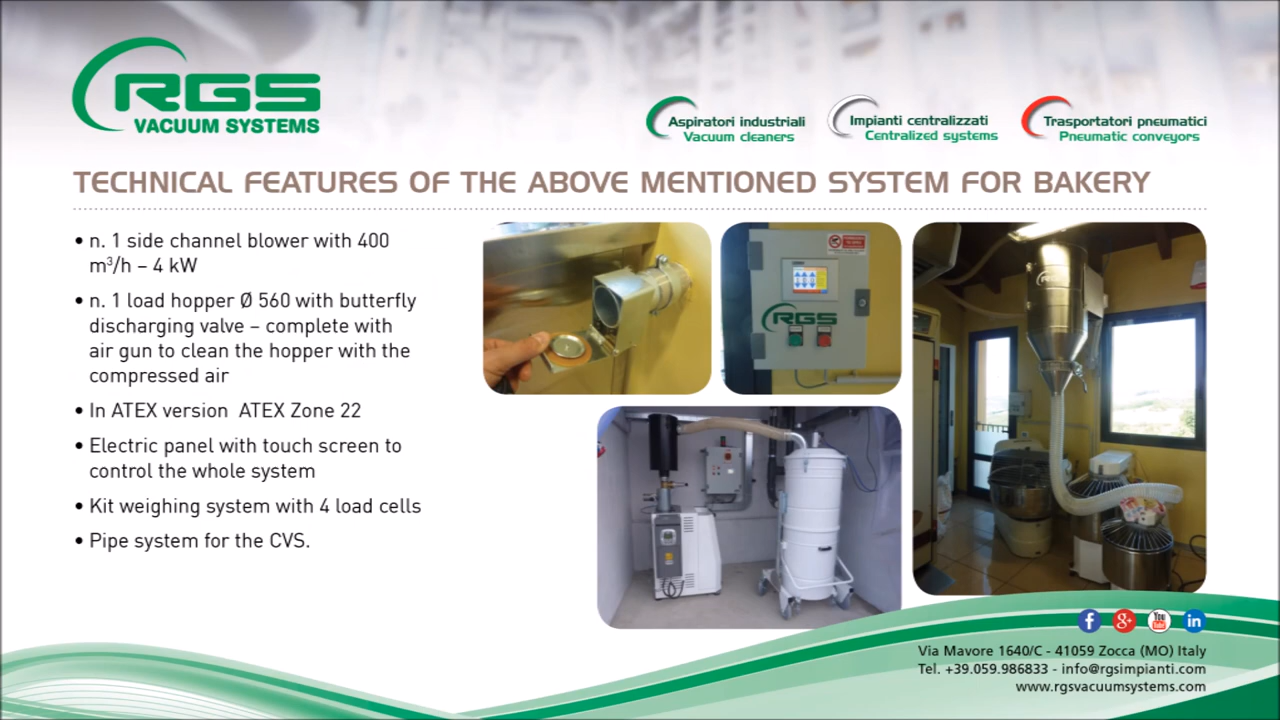 RGS
VACUUM SYSTEMS
Aspiratori industriali
Vacuum cleaners
Impianti centralizzati
Centralized systems
Trasportatori pneumatici
Pneumatic conveyors
TECHNICAL FEATURES OF THE ABOVE MENTIONED SYSTEM FOR BAKERY
• n. 1 side channel blower with 400
m³/h – 4 kW
• n. 1 load hopper Ø 560 with butterfly
discharging valve – complete with
air gun to clean the hopper with the
compressed air
• In ATEX version ATEX Zone 22
• Electric panel with touch screen to
control the whole system
• Kit weighing system with 4 load cells
• Pipe system for the CVS.
RGS
RGS
Via Mavore 1640/C - 41059 Zocca (MO) Italy
Tel. +39.059.986833 - info@rgsimpianti.com
www.rgsvacuumsystems.com